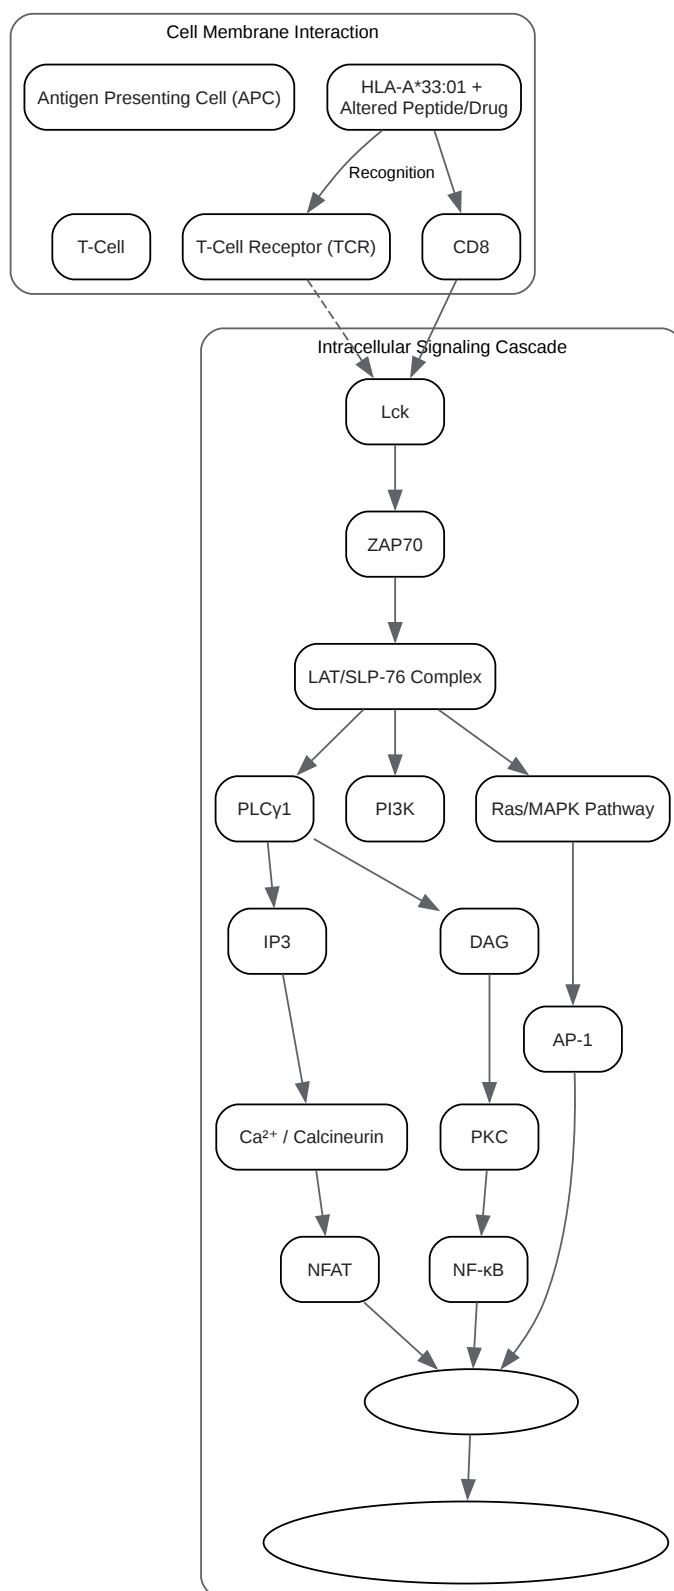 Cell Membrane Interaction
Antigen Presenting Cell (APC)
HLA-A*33:01 +
Altered Peptide/Drug
Recognition
T-Cell
T-Cell Receptor (TCR)
CD8
Intracellular Signaling Cascade
Lck
ZAP70
LAT/SLP-76 Complex
PLCγ1
PI3K
Ras/MAPK Pathway
IP3
DAG
AP-1
Ca²⁺ / Calcineurin
PKC
NFAT
NF-κB